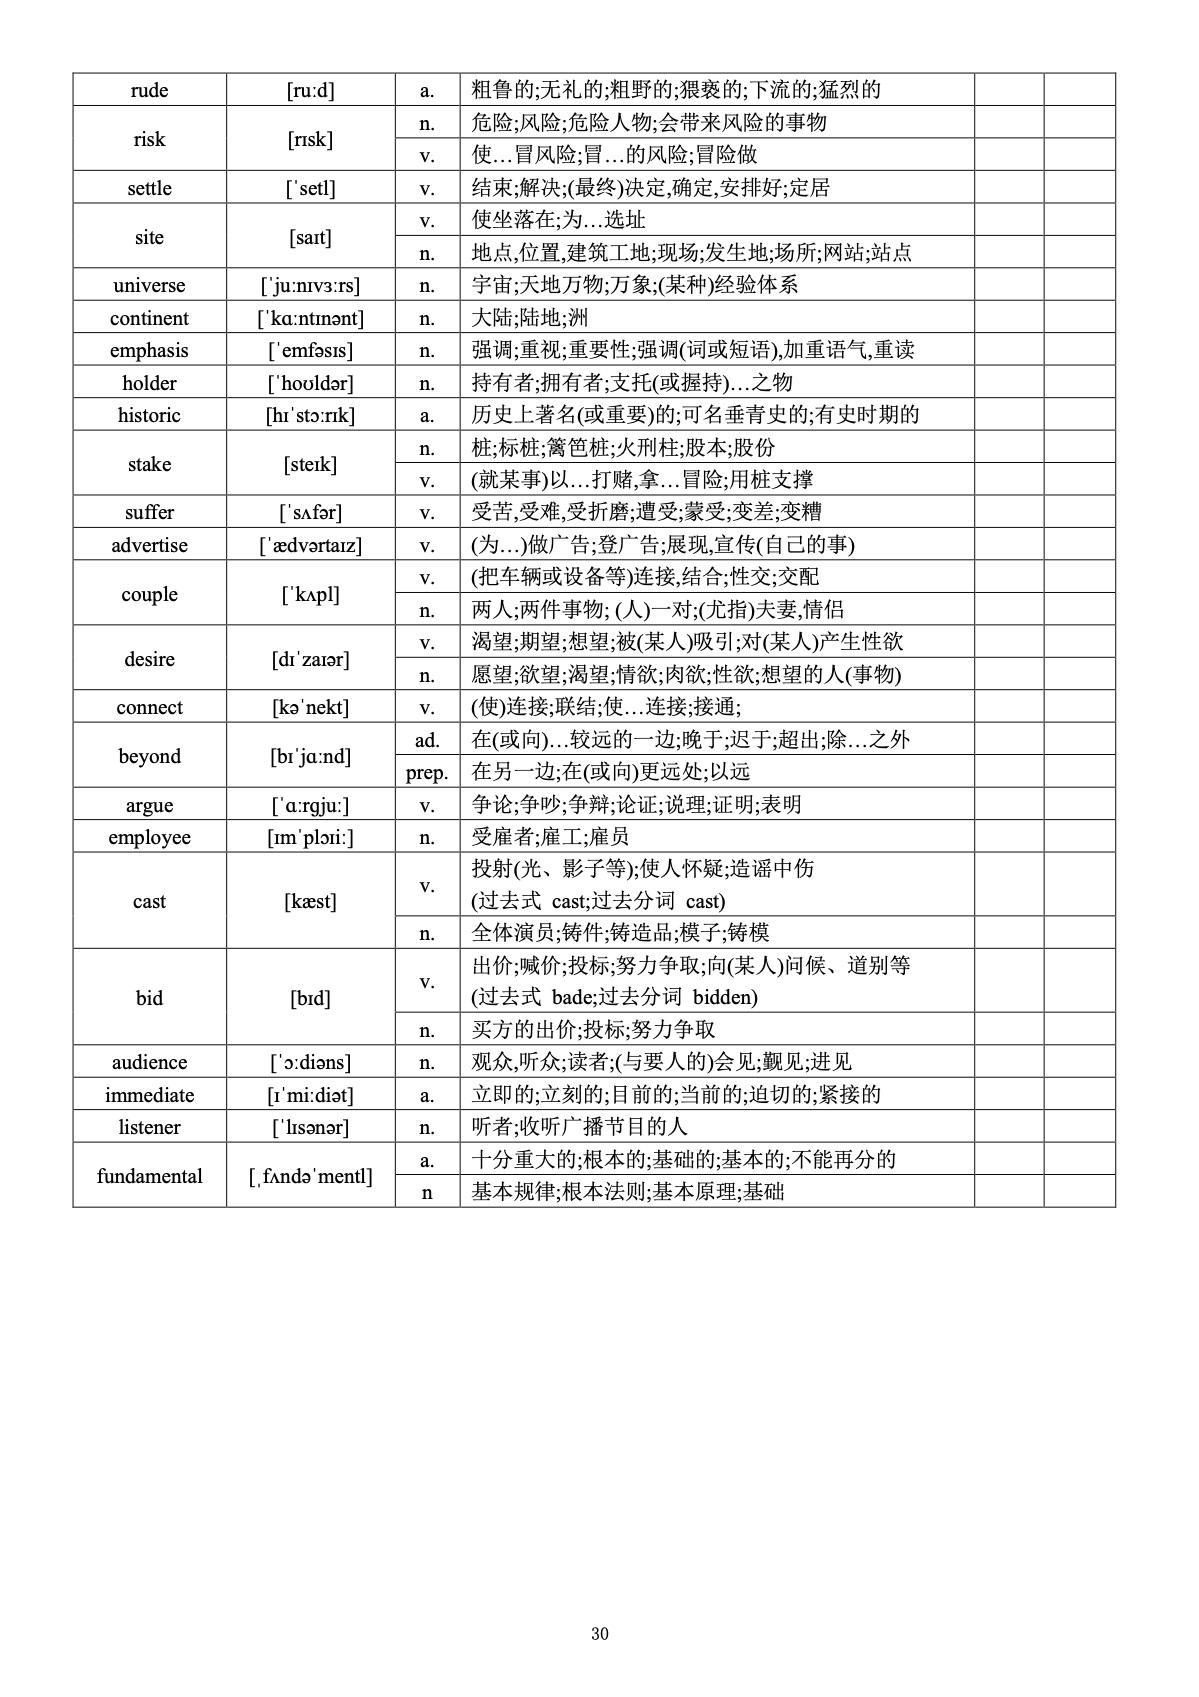 rude [ruːd] a. 粗鲁的;无礼的;粗野的;猥亵的;下流的;猛烈的
risk [rɪsk] n. 危险;风险;危险人物;会带来风险的事物
v. 使…冒风险;冒…的风险;冒险做
settle [ˈsetl] v. 结束;解决;(最终)决定,确定,安排好;定居
site [saɪt] v. 使坐落在;为…选址
n. 地点,位置,建筑工地;现场;发生地;场所;网站;站点
universe [ˈjuːnɪvɜːrs] n. 宇宙;天地万物;万象;(某种)经验体系
continent [ˈkɑːntɪnənt] n. 大陆;陆地;洲
emphasis [ˈemfəsɪs] n. 强调;重视;重要性;强调(词或短语),加重语气,重读
holder [ˈhoʊldər] n. 持有者;拥有者;支托(或握持)…之物
historic [hɪˈstɔːrɪk] a. 历史上著名(或重要)的;可名垂青史的;有史时期的
stake [steɪk] n. 桩;标桩;篱笆桩;火刑柱;股本;股份
v. (就某事)以…打赌,拿…冒险;用桩支撑
suffer [ˈsʌfər] v. 受苦,受难,受折磨;遭受;蒙受;变差;变糟
advertise [ˈædvərtaɪz] v. (为…)做广告;登广告;展现,宣传(自己的事)
couple [ˈkʌpl] v. (把车辆或设备等)连接,结合;性交;交配
n. 两人;两件事物; (人)一对;(尤指)夫妻,情侣
desire [dɪˈzaɪər] v. 渴望;期望;想望;被(某人)吸引;对(某人)产生性欲
n. 愿望;欲望;渴望;情欲;肉欲;性欲;想望的人(事物)
connect [kəˈnekt] v. (使)连接;联结;使…连接;接通;
beyond [bɪˈjɑːnd] ad. 在(或向)…较远的一边;晚于;迟于;超出;除…之外
prep. 在另一边;在(或向)更远处;以远
argue [ˈɑːrɡjuː] v. 争论;争吵;争辩;论证;说理;证明;表明
employee [ɪmˈplɔɪiː] n. 受雇者;雇工;雇员
cast [kæst] v. 投射(光、影子等);使人怀疑;造谣中伤
(过去式 cast;过去分词 cast)
n. 全体演员;铸件;铸造品;模子;铸模
bid [bɪd] v. 出价;喊价;投标;努力争取;向(某人)问候、道别等
(过去式 bade;过去分词 bidden)
n. 买方的出价;投标;努力争取
audience [ˈɔːdiəns] n. 观众,听众;读者;(与要人的)会见;觐见;进见
immediate [ɪˈmiːdiət] a. 立即的;立刻的;目前的;当前的;迫切的;紧接的
listener [ˈlɪsənər] n. 听者;收听广播节目的人
fundamental [ˌfʌndəˈmentl] a. 十分重大的;根本的;基础的;基本的;不能再分的
n 基本规律;根本法则;基本原理;基础
30